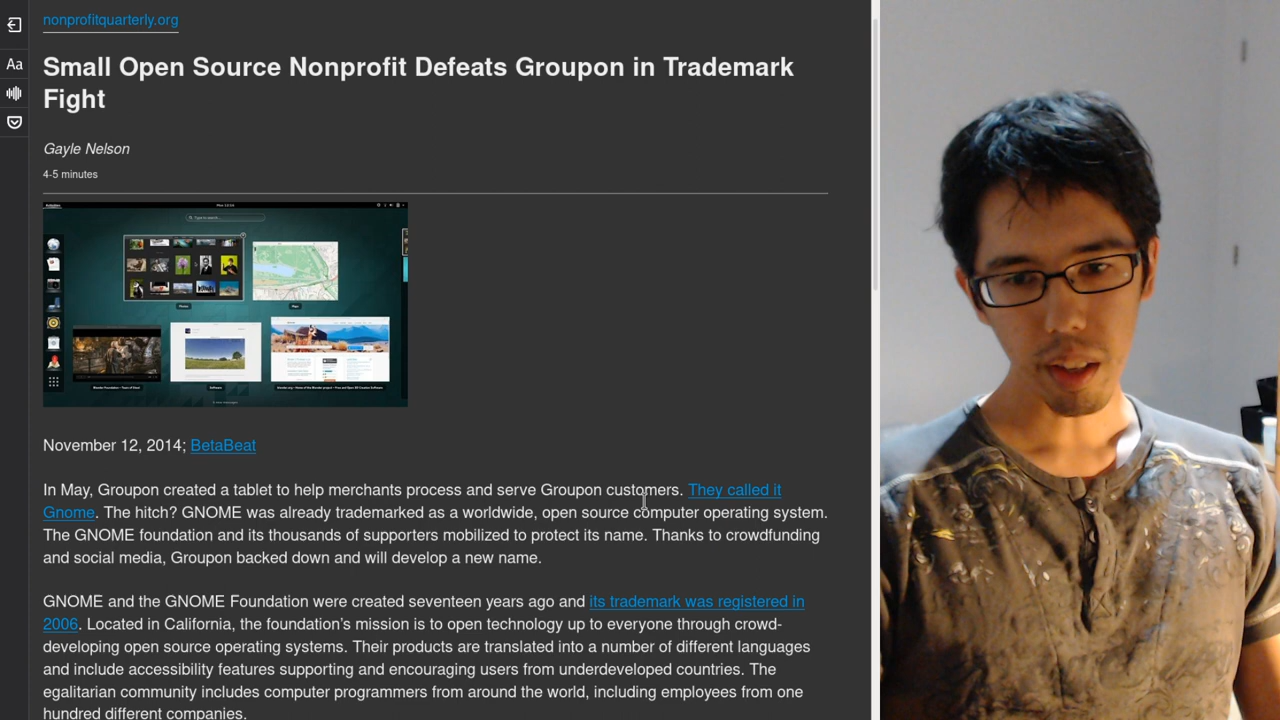 nonprofitquarterly.org
Small Open Source Nonprofit Defeats Groupon in Trademark
Fight
Aa
Gayle Nelson
4-5 minutes
Type to search...
Photos
Maps
Software
November 12, 2014; BetaBeat
In May, Groupon created a tablet to help merchants process and serve Groupon customers. They called it
Gnome. The hitch? GNOME was already trademarked as a worldwide, open source computer operating system.
The GNOME foundation and its thousands of supporters mobilized to protect its name. Thanks to crowdfunding
and social media, Groupon backed down and will develop a new name.
GNOME and the GNOME Foundation were created seventeen years ago and its trademark was registered in
2006. Located in California, the foundation’s mission is to open technology up to everyone through crowd-
developing open source operating systems. Their products are translated into a number of different languages
and include accessibility features supporting and encouraging users from underdeveloped countries. The
egalitarian community includes computer programmers from around the world, including employees from one
hundred different companies.